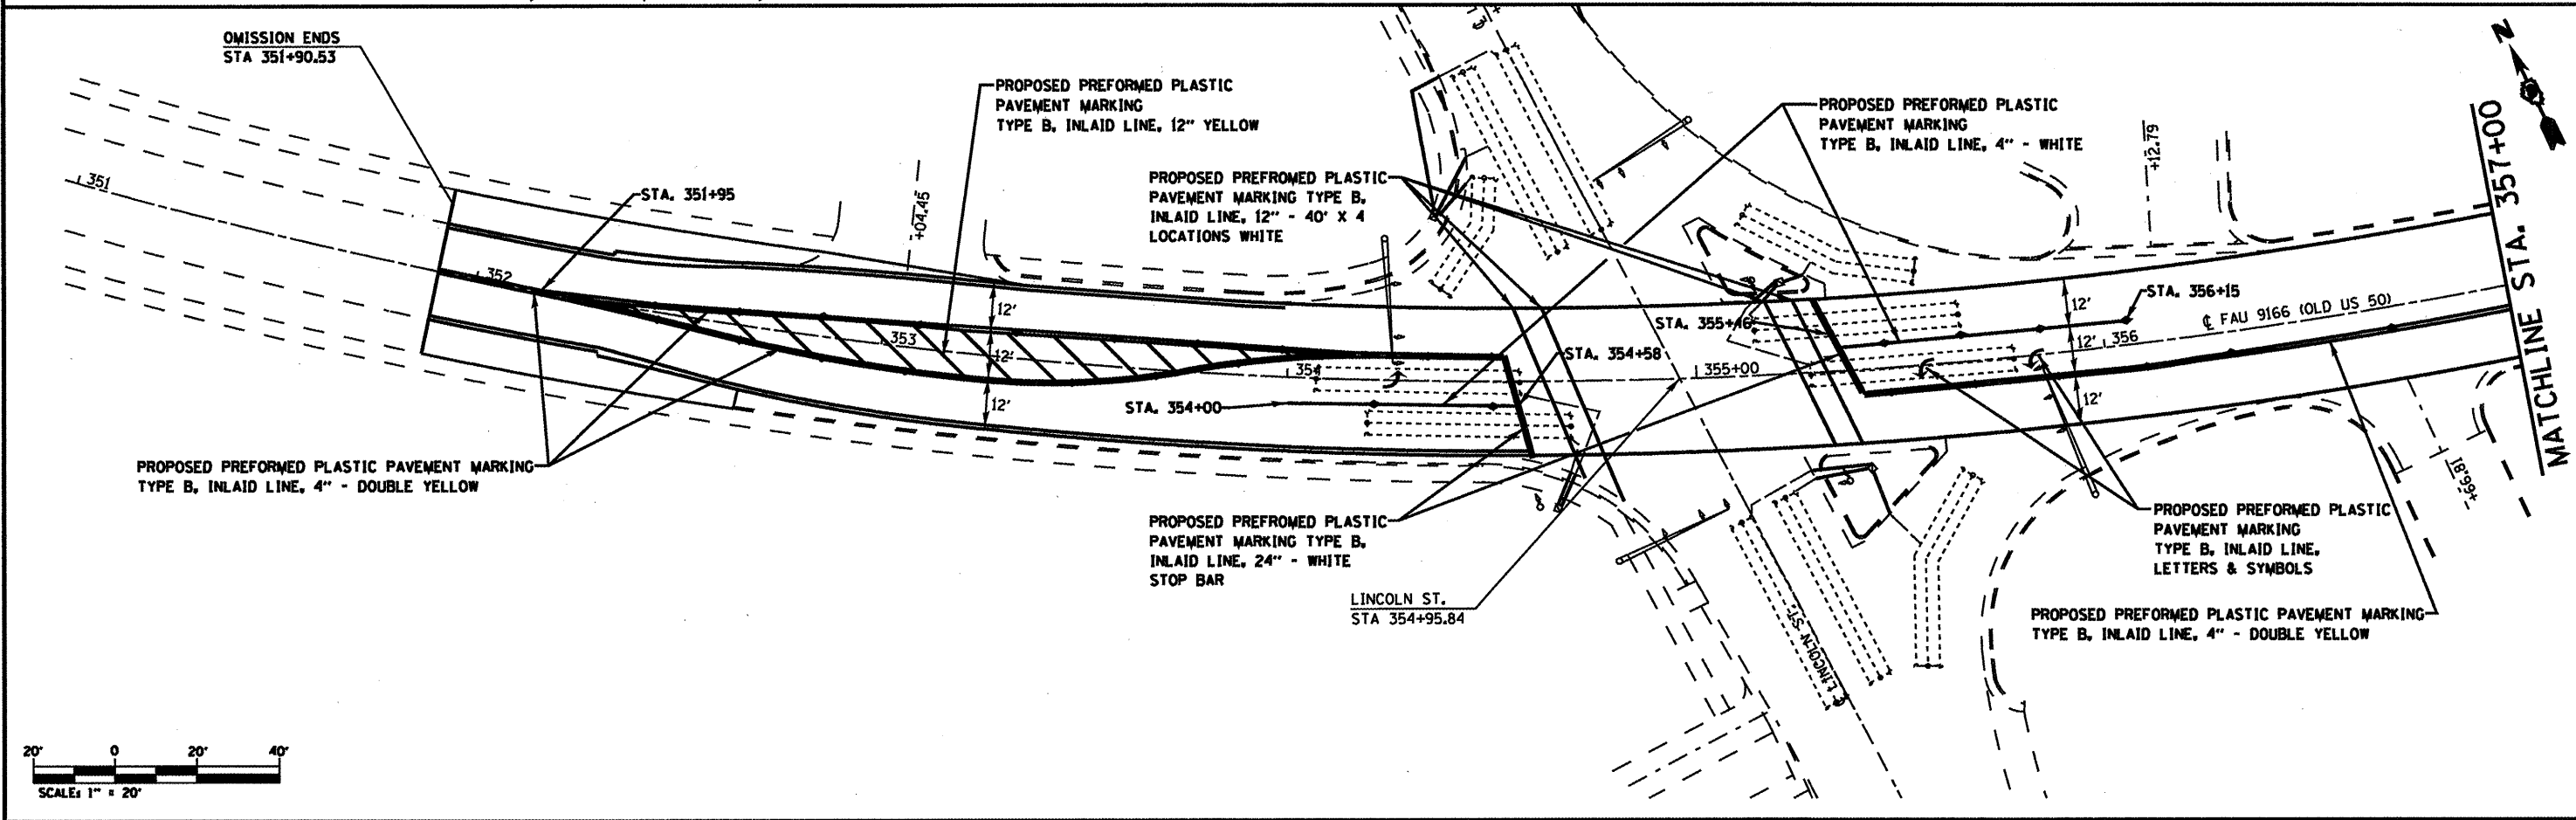 OMISSION ENDS
STA 351+90.53
351
352
STA. 351+95
+04.45
PROPOSED PREFORMED PLASTIC
PAVEMENT MARKING
TYPE B, INLAID LINE, 12" YELLOW
PROPOSED PREFROMED PLASTIC
PAVEMENT MARKING TYPE B,
INLAID LINE, 12" - 40' X 4
LOCATIONS WHITE
PROPOSED PREFORMED PLASTIC
PAVEMENT MARKING
TYPE B, INLAID LINE, 4" - WHITE
+12.79
N
MATCHLINE STA. 357+00
12'
12'
12'
353
354
STA. 354+00
STA. 354+58
355+00
STA. 355+46
STA. 356+15
12'
12'
12'
356
℄ FAU 9166 (OLD US 50)
+66.81
PROPOSED PREFORMED PLASTIC PAVEMENT MARKING
TYPE B, INLAID LINE, 4" - DOUBLE YELLOW
PROPOSED PREFROMED PLASTIC
PAVEMENT MARKING TYPE B,
INLAID LINE, 24" - WHITE
STOP BAR
LINCOLN ST.
STA 354+95.84
℄ LINCOLN ST.
PROPOSED PREFORMED PLASTIC
PAVEMENT MARKING
TYPE B, INLAID LINE,
LETTERS & SYMBOLS
PROPOSED PREFORMED PLASTIC PAVEMENT MARKING
TYPE B, INLAID LINE, 4" - DOUBLE YELLOW
20' 0 20' 40'
SCALE: 1" = 20'